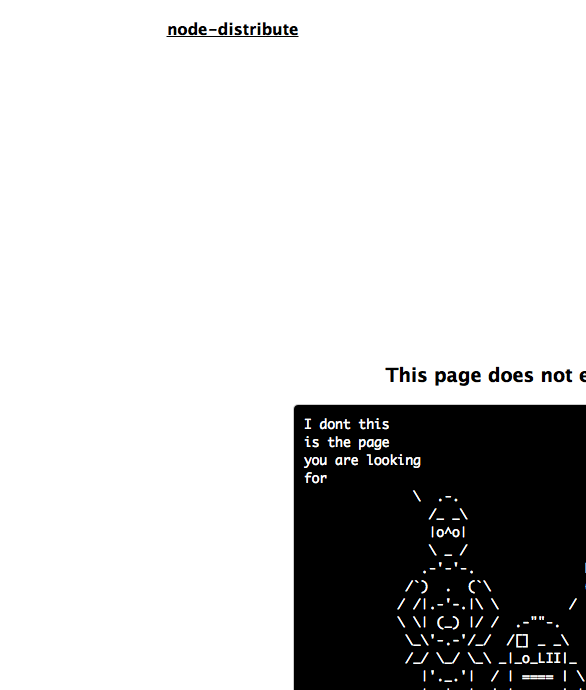 node-distribute
This page does not e
I dont this
is the page
you are looking
for